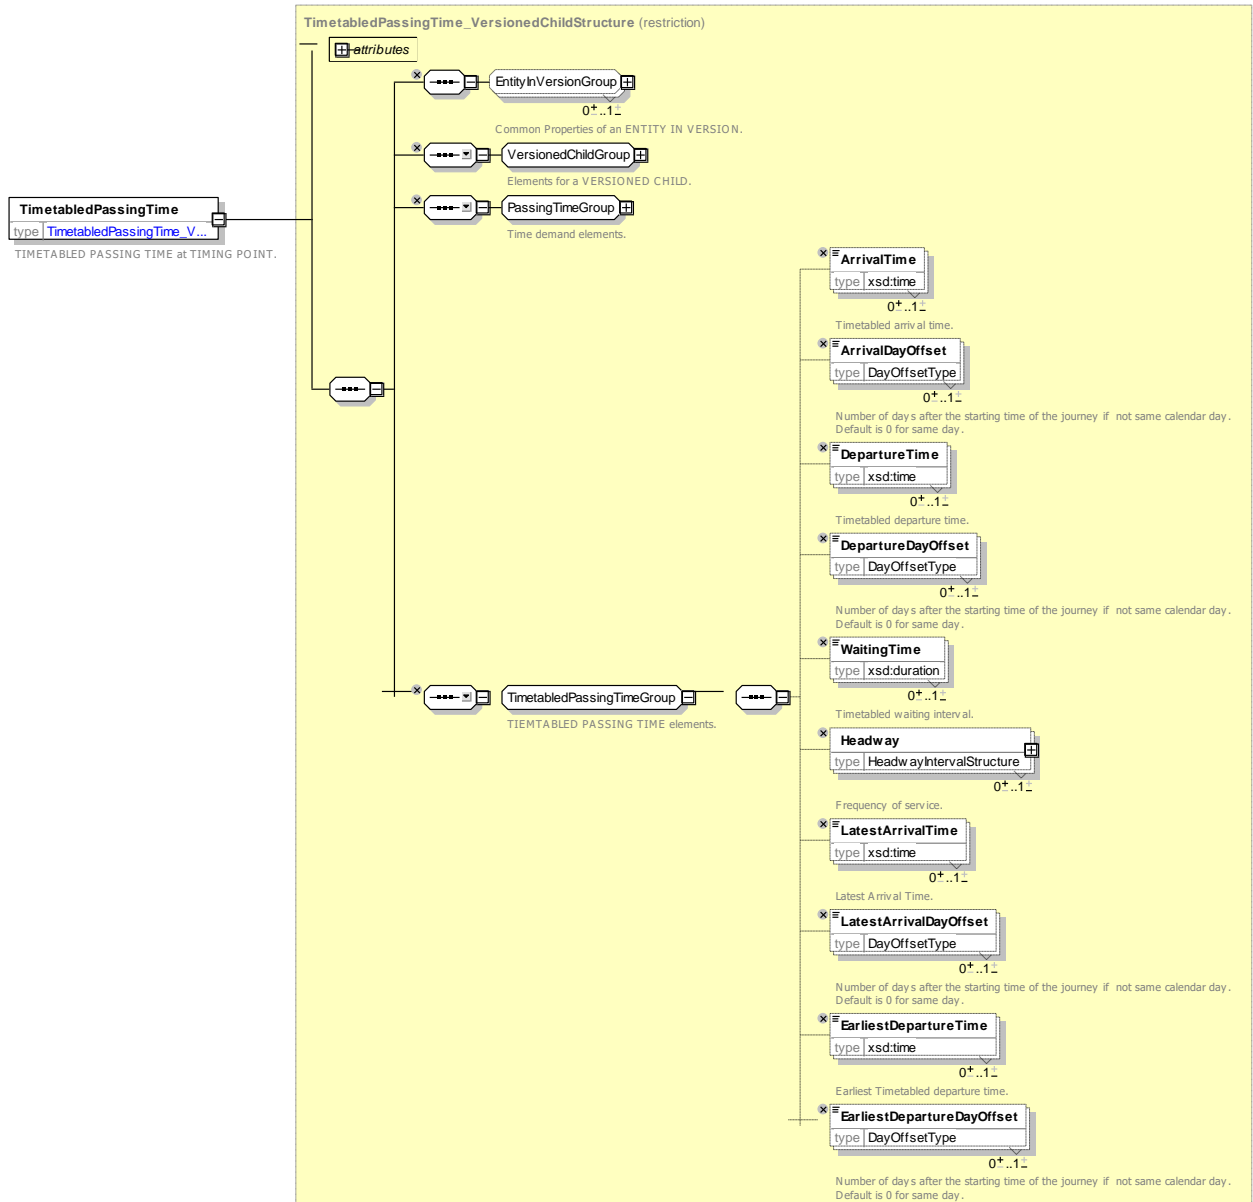 TimetabledPassingTime_VersionedChildStructure (restriction)
attributes
EntityInVersionGroup
0..1
Common Properties of an ENTITY IN VERSION.
VersionedChildGroup
Elements for a VERSIONED CHILD.
TimetabledPassingTime
type TimetabledPassingTime_V...
TIMETABLED PASSING TIME at TIMING POINT.
PassingTimeGroup
Time demand elements.
ArrivalTime
type xsd:time
0..1
Timetabled arrival time.
ArrivalDayOffset
type DayOffsetType
0..1
Number of days after the starting time of the journey if not same calendar day.
Default is 0 for same day.
DepartureTime
type xsd:time
0..1
Timetabled departure time.
DepartureDayOffset
type DayOffsetType
0..1
Number of days after the starting time of the journey if not same calendar day.
Default is 0 for same day.
WaitingTime
type xsd:duration
0..1
Timetabled waiting interval.
TimetabledPassingTimeGroup
TIEMTABLED PASSING TIME elements.
Headway
type HeadwayIntervalStructure
0..1
Frequency of service.
LatestArrivalTime
type xsd:time
0..1
Latest Arrival Time.
LatestArrivalDayOffset
type DayOffsetType
0..1
Number of days after the starting time of the journey if not same calendar day.
Default is 0 for same day.
EarliestDepartureTime
type xsd:time
0..1
Earliest Timetabled departure time.
EarliestDepartureDayOffset
type DayOffsetType
0..1
Number of days after the starting time of the journey if not same calendar day.
Default is 0 for same day.